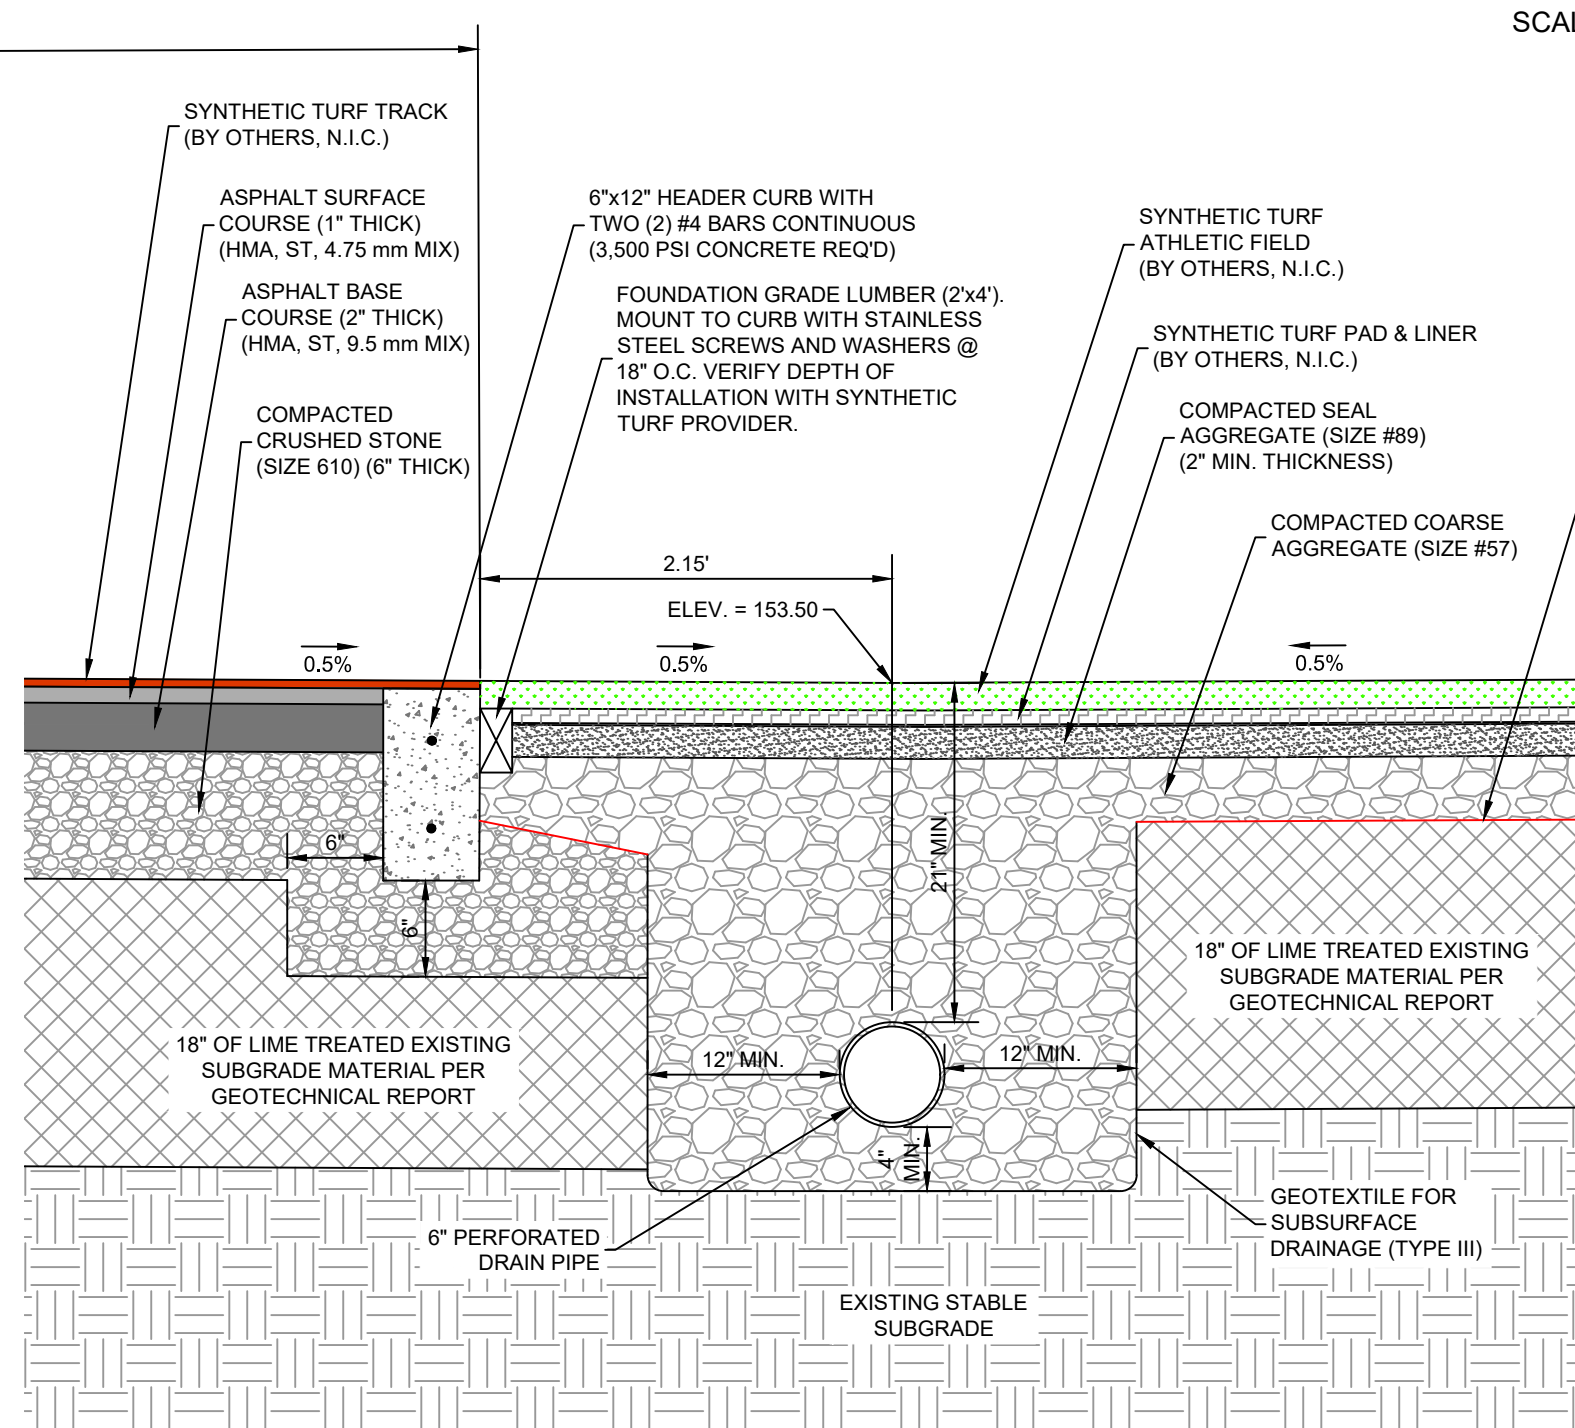 SCAL
SYNTHETIC TURF TRACK
(BY OTHERS, N.I.C.)
ASPHALT SURFACE
COURSE (1" THICK)
(HMA, ST, 4.75 mm MIX)
ASPHALT BASE
COURSE (2" THICK)
(HMA, ST, 9.5 mm MIX)
COMPACTED
CRUSHED STONE
(SIZE 610) (6" THICK)
6"x12" HEADER CURB WITH
TWO (2) #4 BARS CONTINUOUS
(3,500 PSI CONCRETE REQ'D)
FOUNDATION GRADE LUMBER (2'x4').
MOUNT TO CURB WITH STAINLESS
STEEL SCREWS AND WASHERS @
18" O.C. VERIFY DEPTH OF
INSTALLATION WITH SYNTHETIC
TURF PROVIDER.
SYNTHETIC TURF
ATHLETIC FIELD
(BY OTHERS, N.I.C.)
SYNTHETIC TURF PAD & LINER
(BY OTHERS, N.I.C.)
COMPACTED SEAL
AGGREGATE (SIZE #89)
(2" MIN. THICKNESS)
COMPACTED COARSE
AGGREGATE (SIZE #57)
2.15'
ELEV. = 153.50
0.5%
0.5%
0.5%
6"
6"
21" MIN.
12" MIN.
12" MIN.
4"
MIN.
18" OF LIME TREATED EXISTING
SUBGRADE MATERIAL PER
GEOTECHNICAL REPORT
18" OF LIME TREATED EXISTING
SUBGRADE MATERIAL PER
GEOTECHNICAL REPORT
6" PERFORATED
DRAIN PIPE
GEOTEXTILE FOR
SUBSURFACE
DRAINAGE (TYPE III)
EXISTING STABLE
SUBGRADE